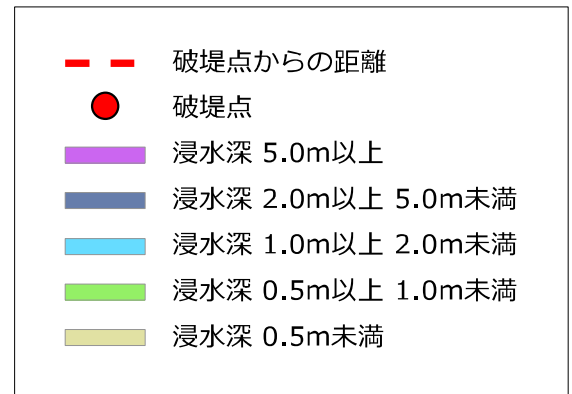 破堤点からの距離
破堤点
浸水深 5.0m以上
浸水深 2.0m以上 5.0m未満
浸水深 1.0m以上 2.0m未満
浸水深 0.5m以上 1.0m未満
浸水深 0.5m未満